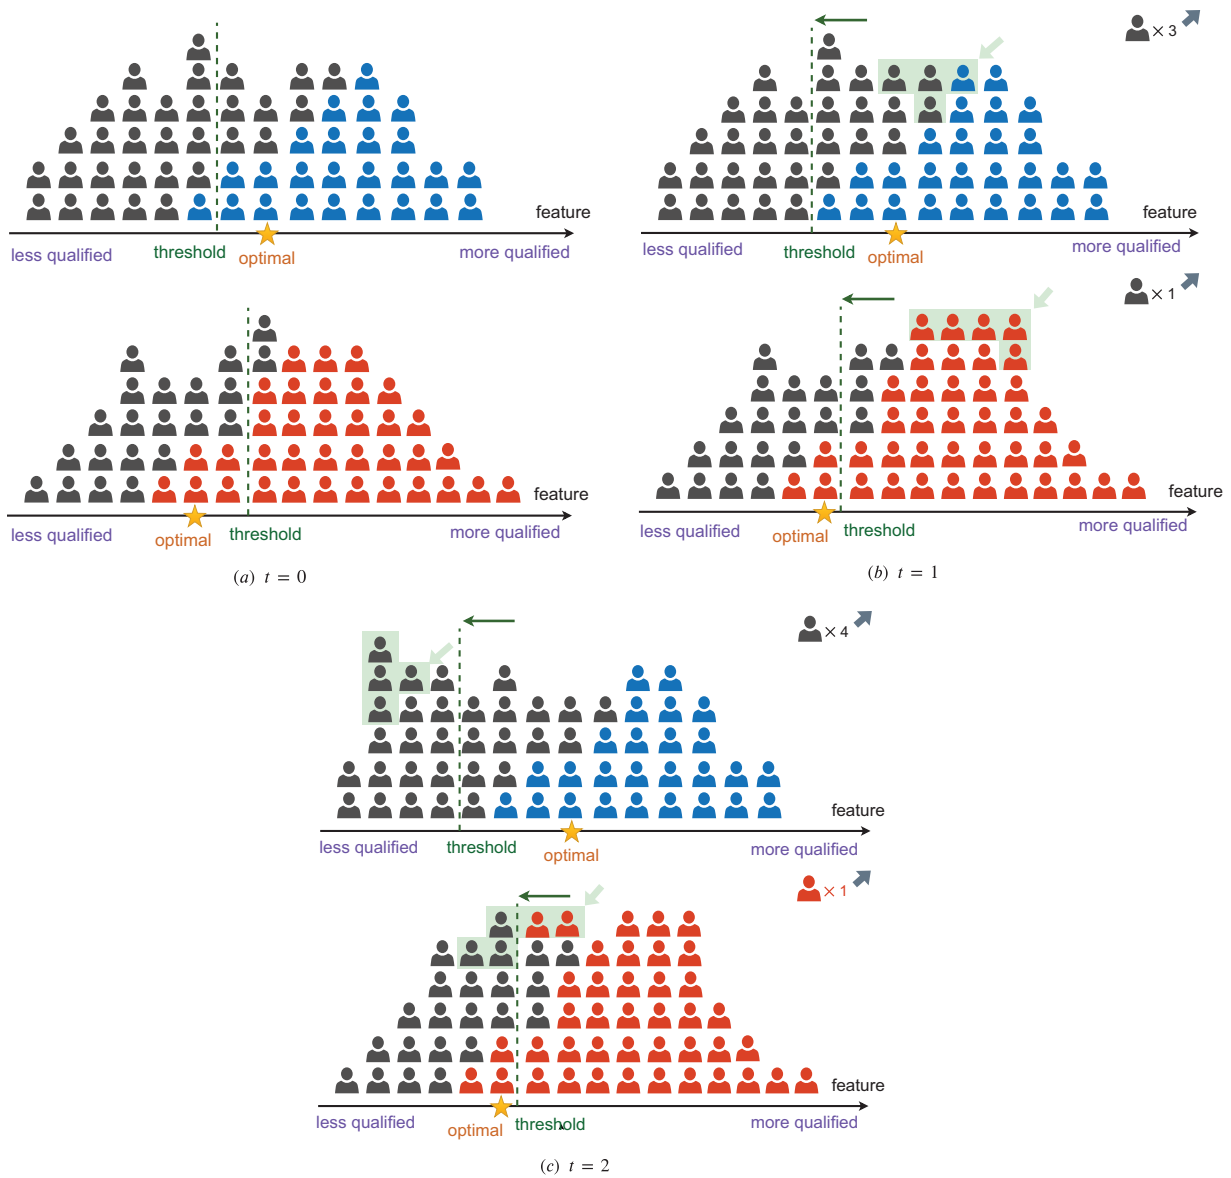 feature
less qualified
threshold
optimal
more qualified
feature
less qualified
optimal
threshold
more qualified
(a) t = 0
× 3
feature
less qualified
threshold
optimal
more qualified
× 1
feature
less qualified
optimal
threshold
more qualified
(b) t = 1
× 4
feature
less qualified
threshold
optimal
more qualified
× 1
feature
less qualified
optimal
threshold
more qualified
(c) t = 2